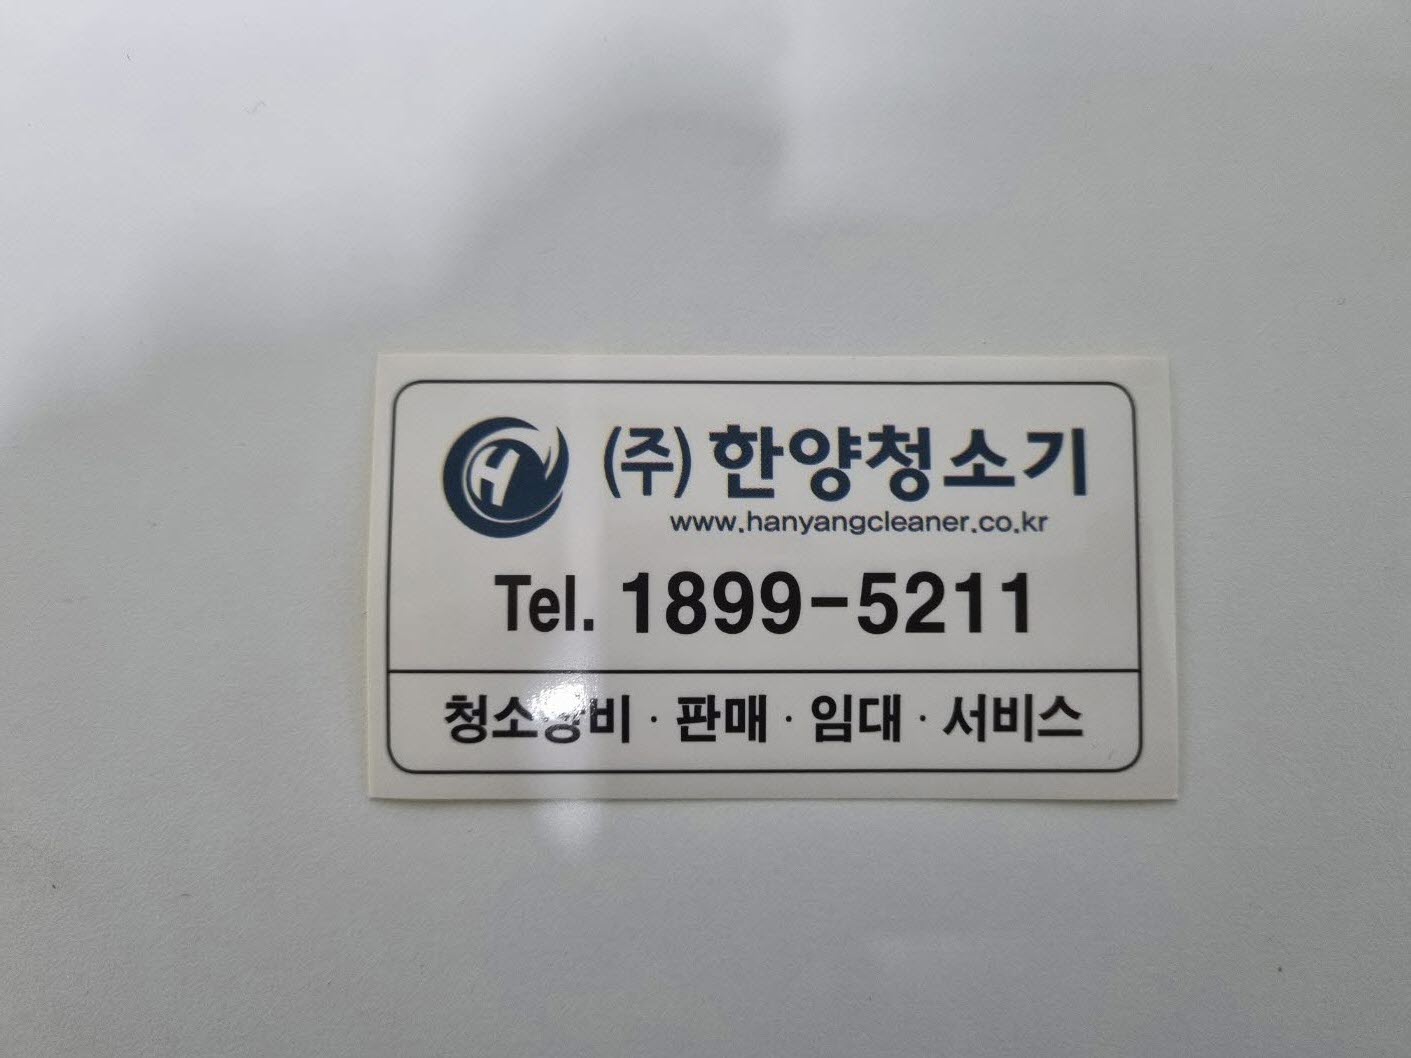 (주) 한양청소기
www.hanyangcleaner.co.kr
Tel. 1899-5211
청소장비 · 판매 · 임대 · 서비스